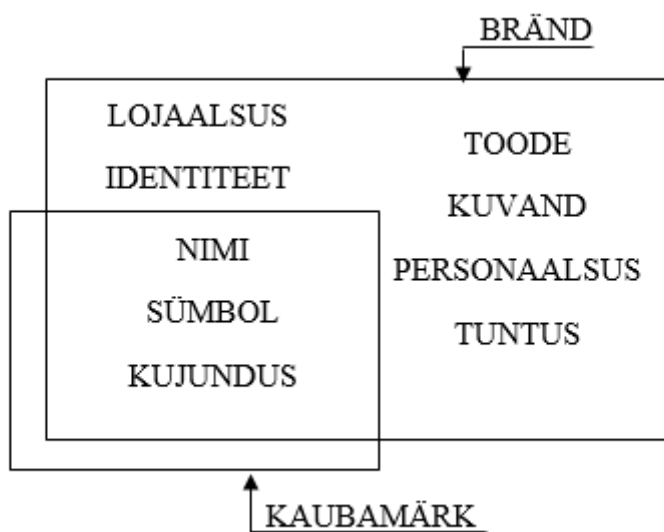 BRÄND
LOJAALSUS
IDENTITEET
NIMI
SÜMBOL
KUJUNDUS
TOODE
KUVAND
PERSONAALSUS
TUNTUS
KAUBAMÄRK